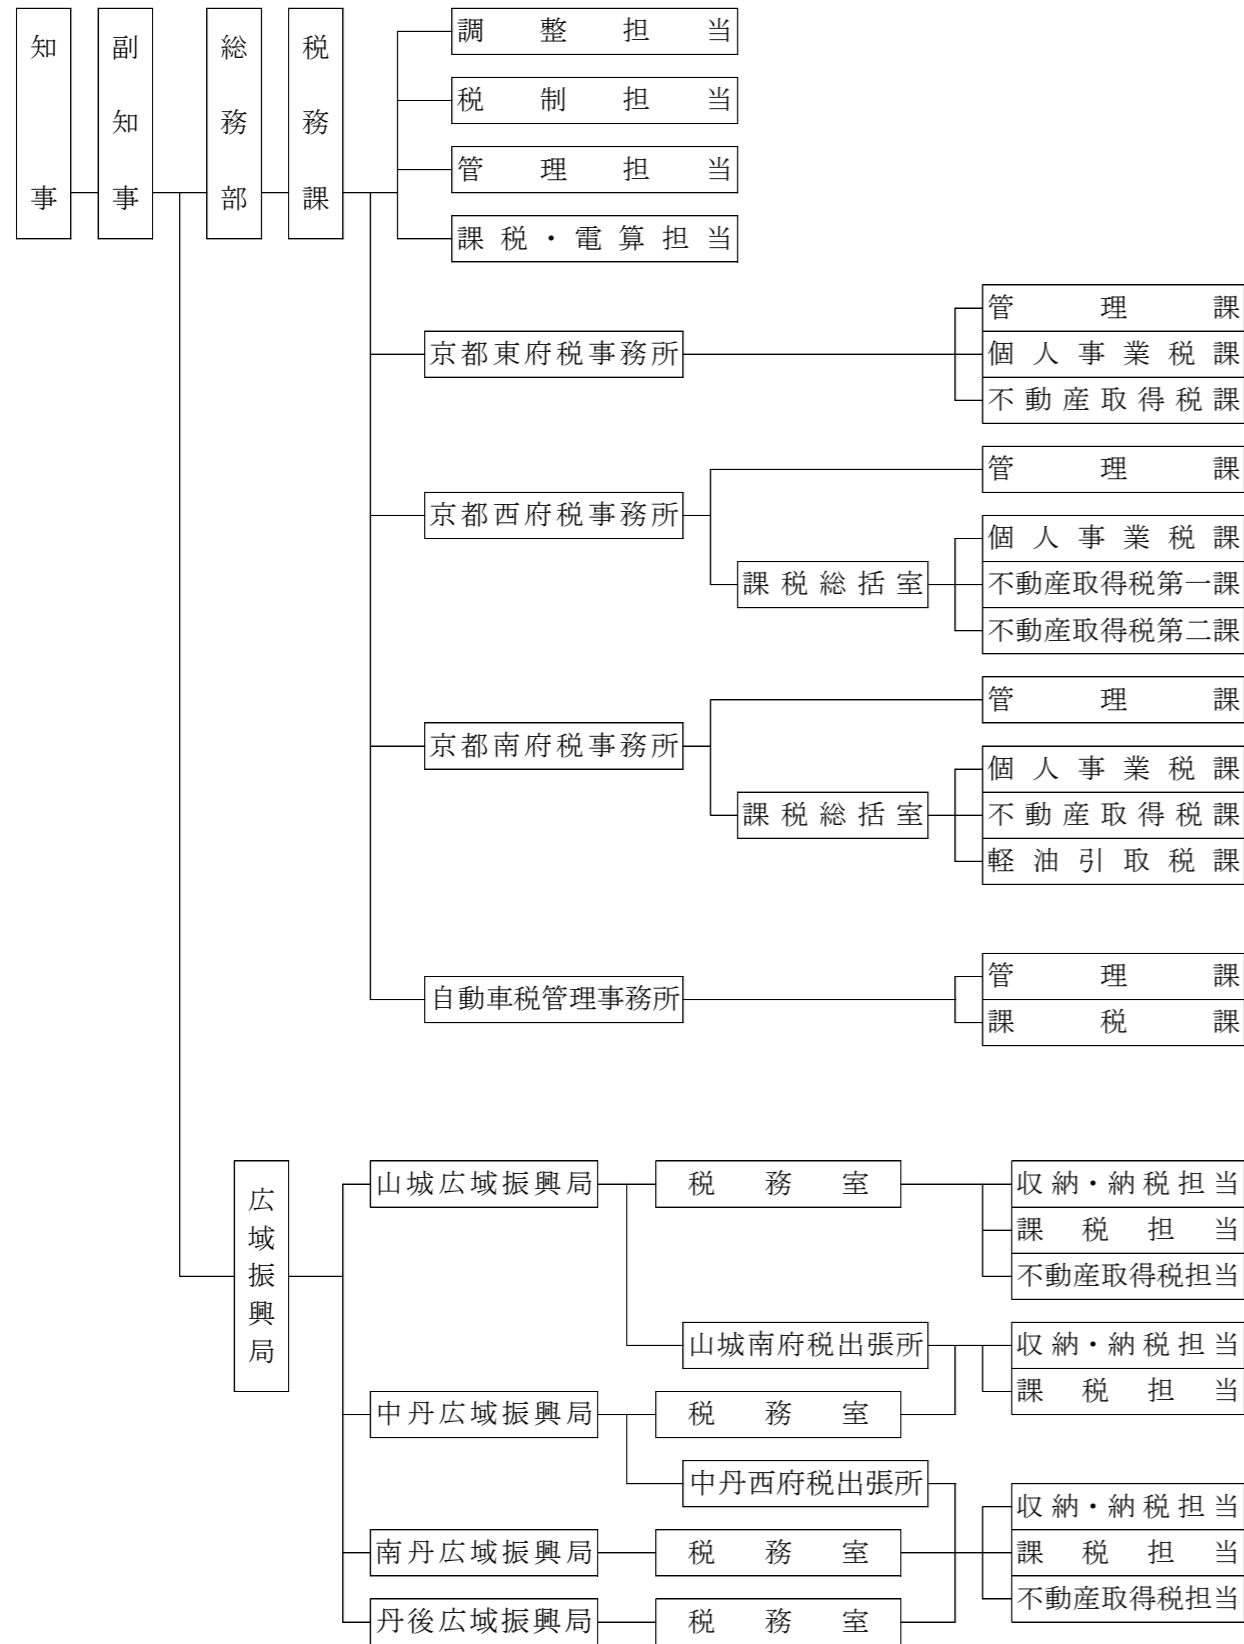 知事
副知事
総務部
税務課
調整担当
税制担当
管理担当
課税・電算担当
京都東府税事務所
管理課
個人事業税課
不動産取得税課
京都西府税事務所
管理課
課税総括室
個人事業税課
不動産取得税第一課
不動産取得税第二課
京都南府税事務所
管理課
課税総括室
個人事業税課
不動産取得税課
軽油引取税課
自動車税管理事務所
管理課
課税課
広域振興局
山城広域振興局
税務室
収納・納税担当
課税担当
不動産取得税担当
山城南府税出張所
収納・納税担当
課税担当
中丹広域振興局
税務室
中丹西府税出張所
収納・納税担当
課税担当
不動産取得税担当
南丹広域振興局
税務室
丹後広域振興局
税務室